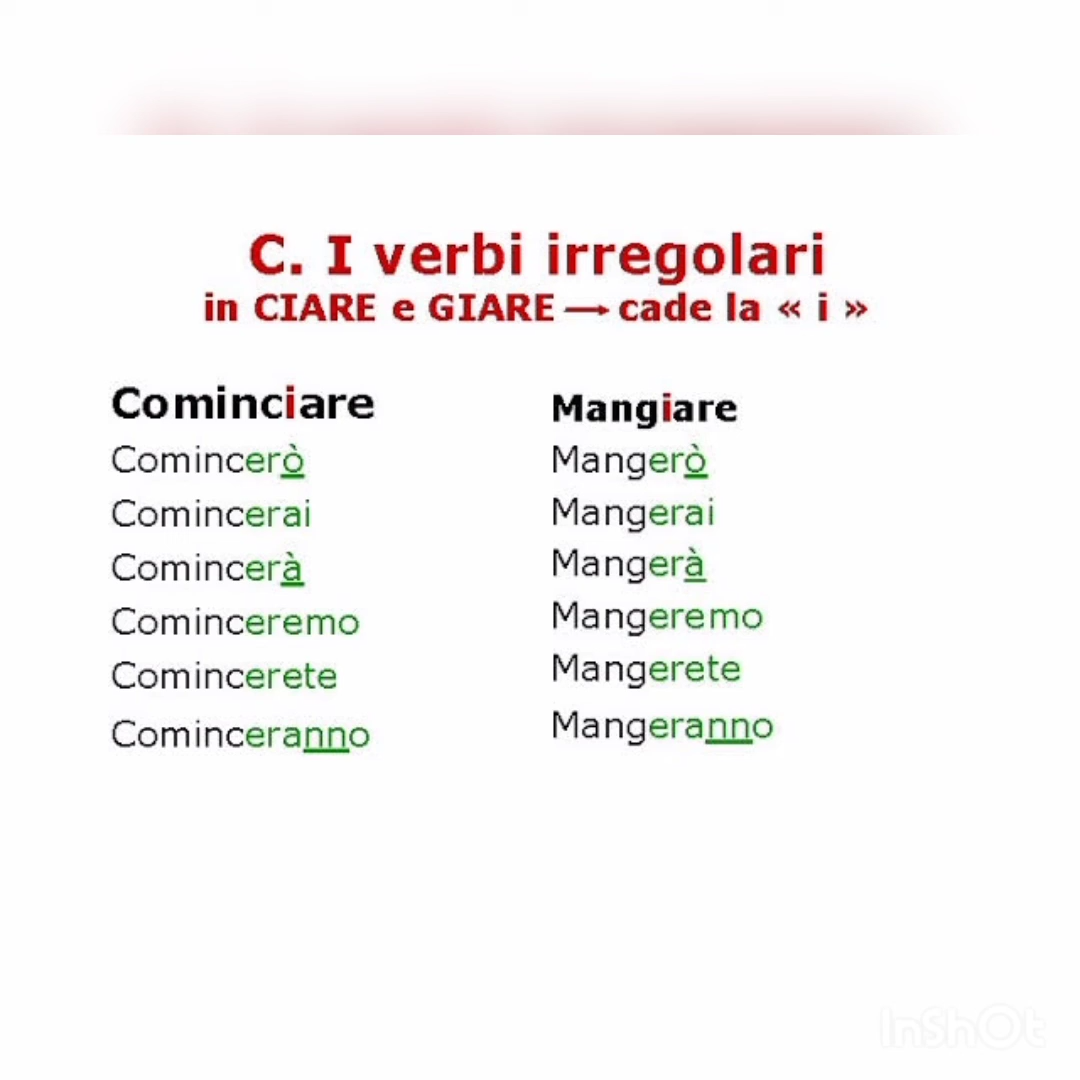 C. I verbi irregolari
in CIARE e GIARE → cade la « i »
Cominciare
Comincerò
Comincerai
Comincerà
Cominceremo
Comincerete
Cominceranno
Mangiare
Mangerò
Mangerai
Mangerà
Mangeremo
Mangerete
Mangeranno
InShOt